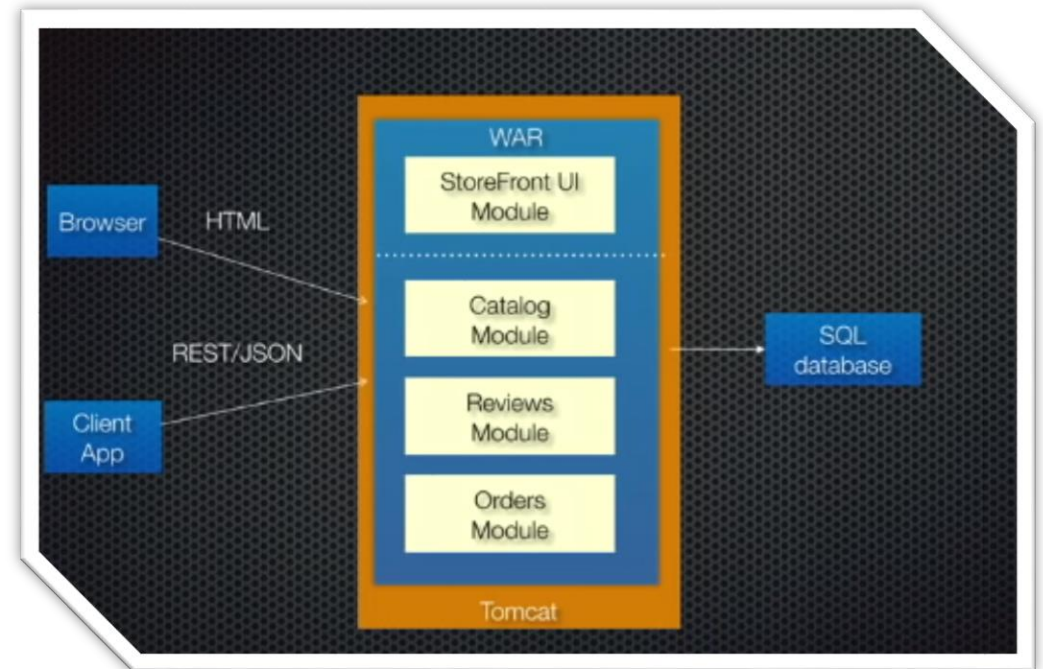 Browser
HTML
REST/JSON
Client
App
WAR
StoreFront UI
Module
Catalog
Module
Reviews
Module
Orders
Module
Tomcat
SQL
database